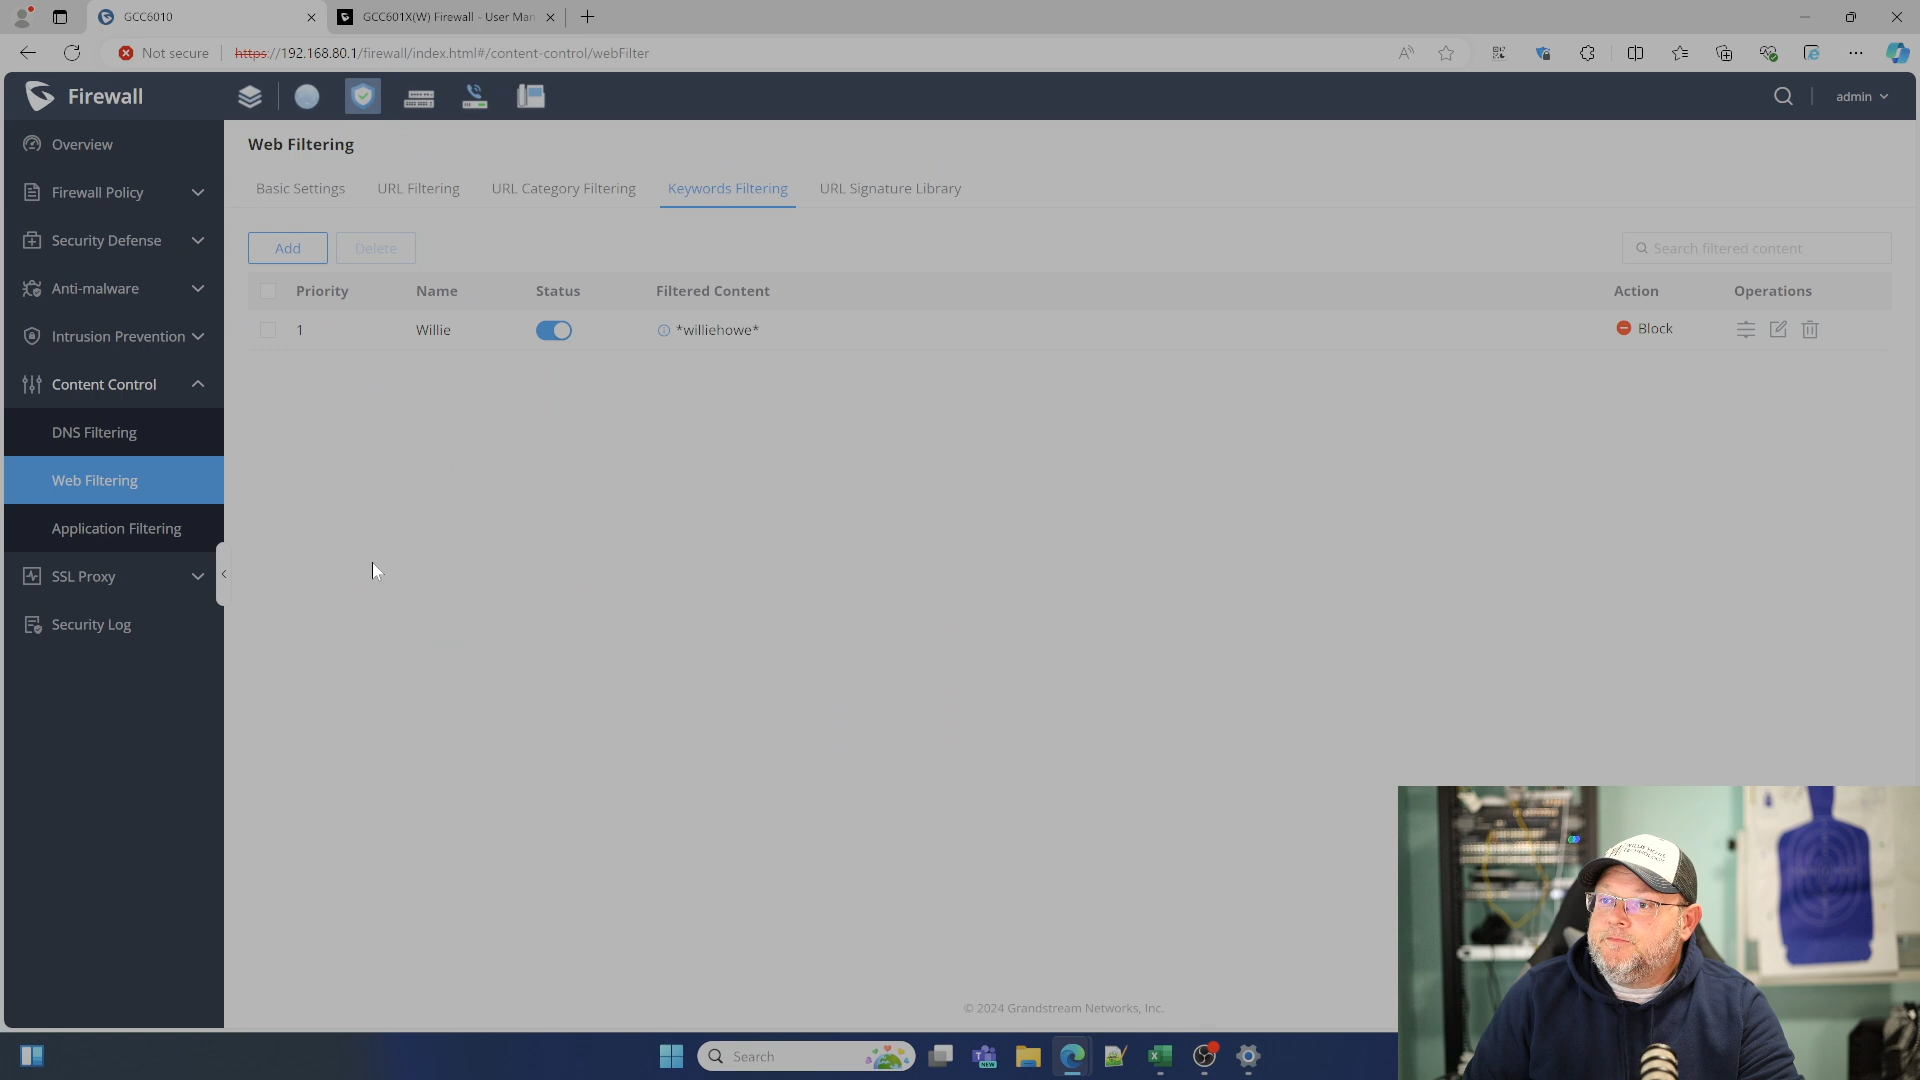 GCC6010
GCC601X(W) Firewall - User Man
Not secure
https://192.168.80.1/firewall/index.html#/content-control/webFilter
Firewall
admin
Overview
Firewall Policy
Security Defense
Anti-malware
Intrusion Prevention
Content Control
DNS Filtering
Web Filtering
Application Filtering
SSL Proxy
Security Log
Web Filtering
Basic Settings URL Filtering URL Category Filtering Keywords Filtering URL Signature Library
Add Delete
Search filtered content
Priority Name Status Filtered Content Action Operations
1 Willie *williehowe* Block
© 2024 Grandstream Networks, Inc.
Search
NEW
WILLIE HOWE
TECHNOLOGY